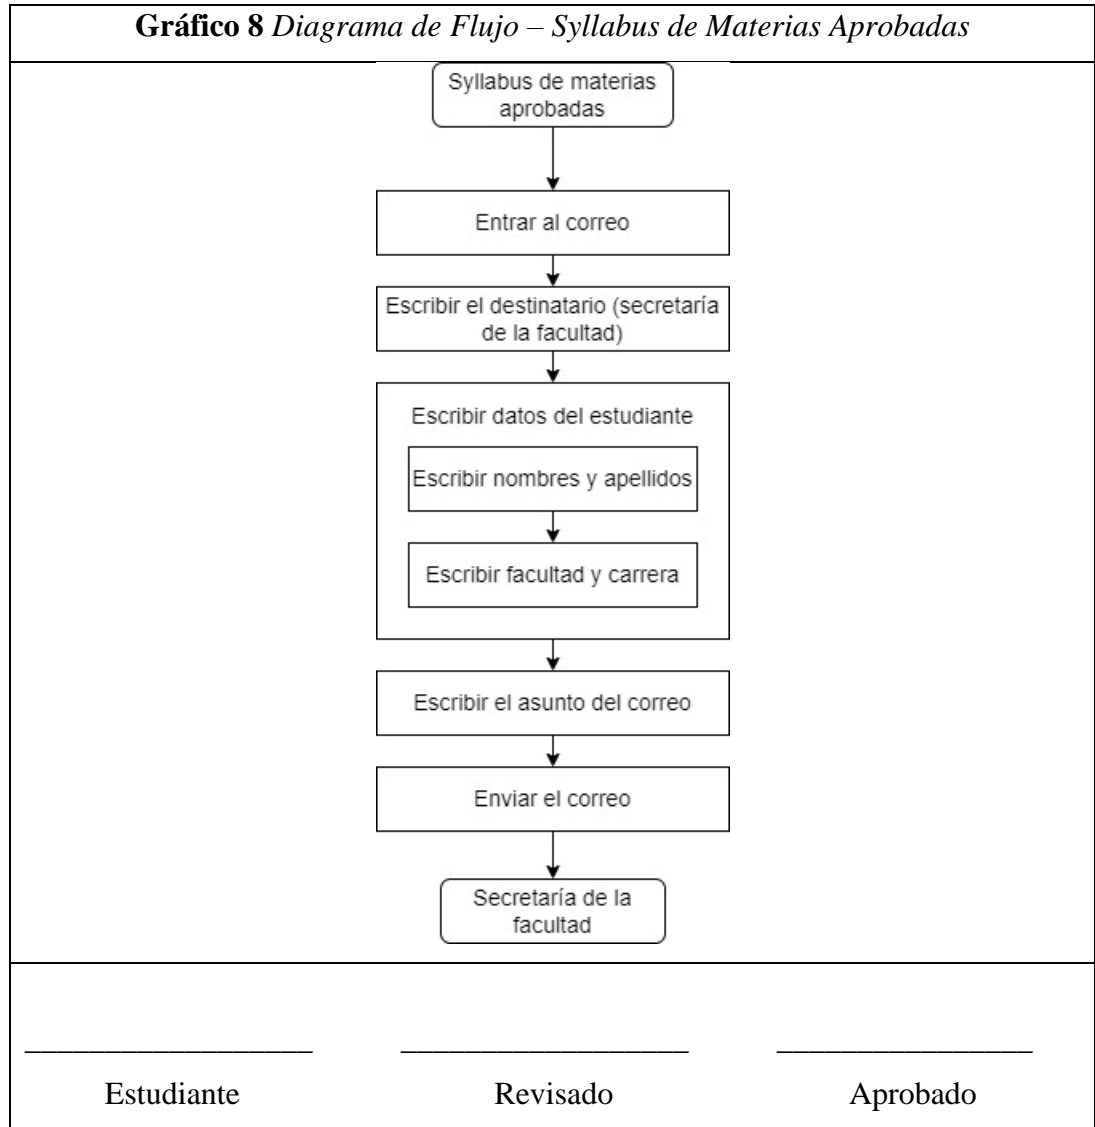 Gráfico 8 Diagrama de Flujo – Syllabus de Materias Aprobadas
Syllabus de materias
aprobadas
Entrar al correo
Escribir el destinatario (secretaría
de la facultad)
Escribir datos del estudiante
Escribir nombres y apellidos
Escribir facultad y carrera
Escribir el asunto del correo
Enviar el correo
Secretaría de la
facultad
Estudiante
Revisado
Aprobado